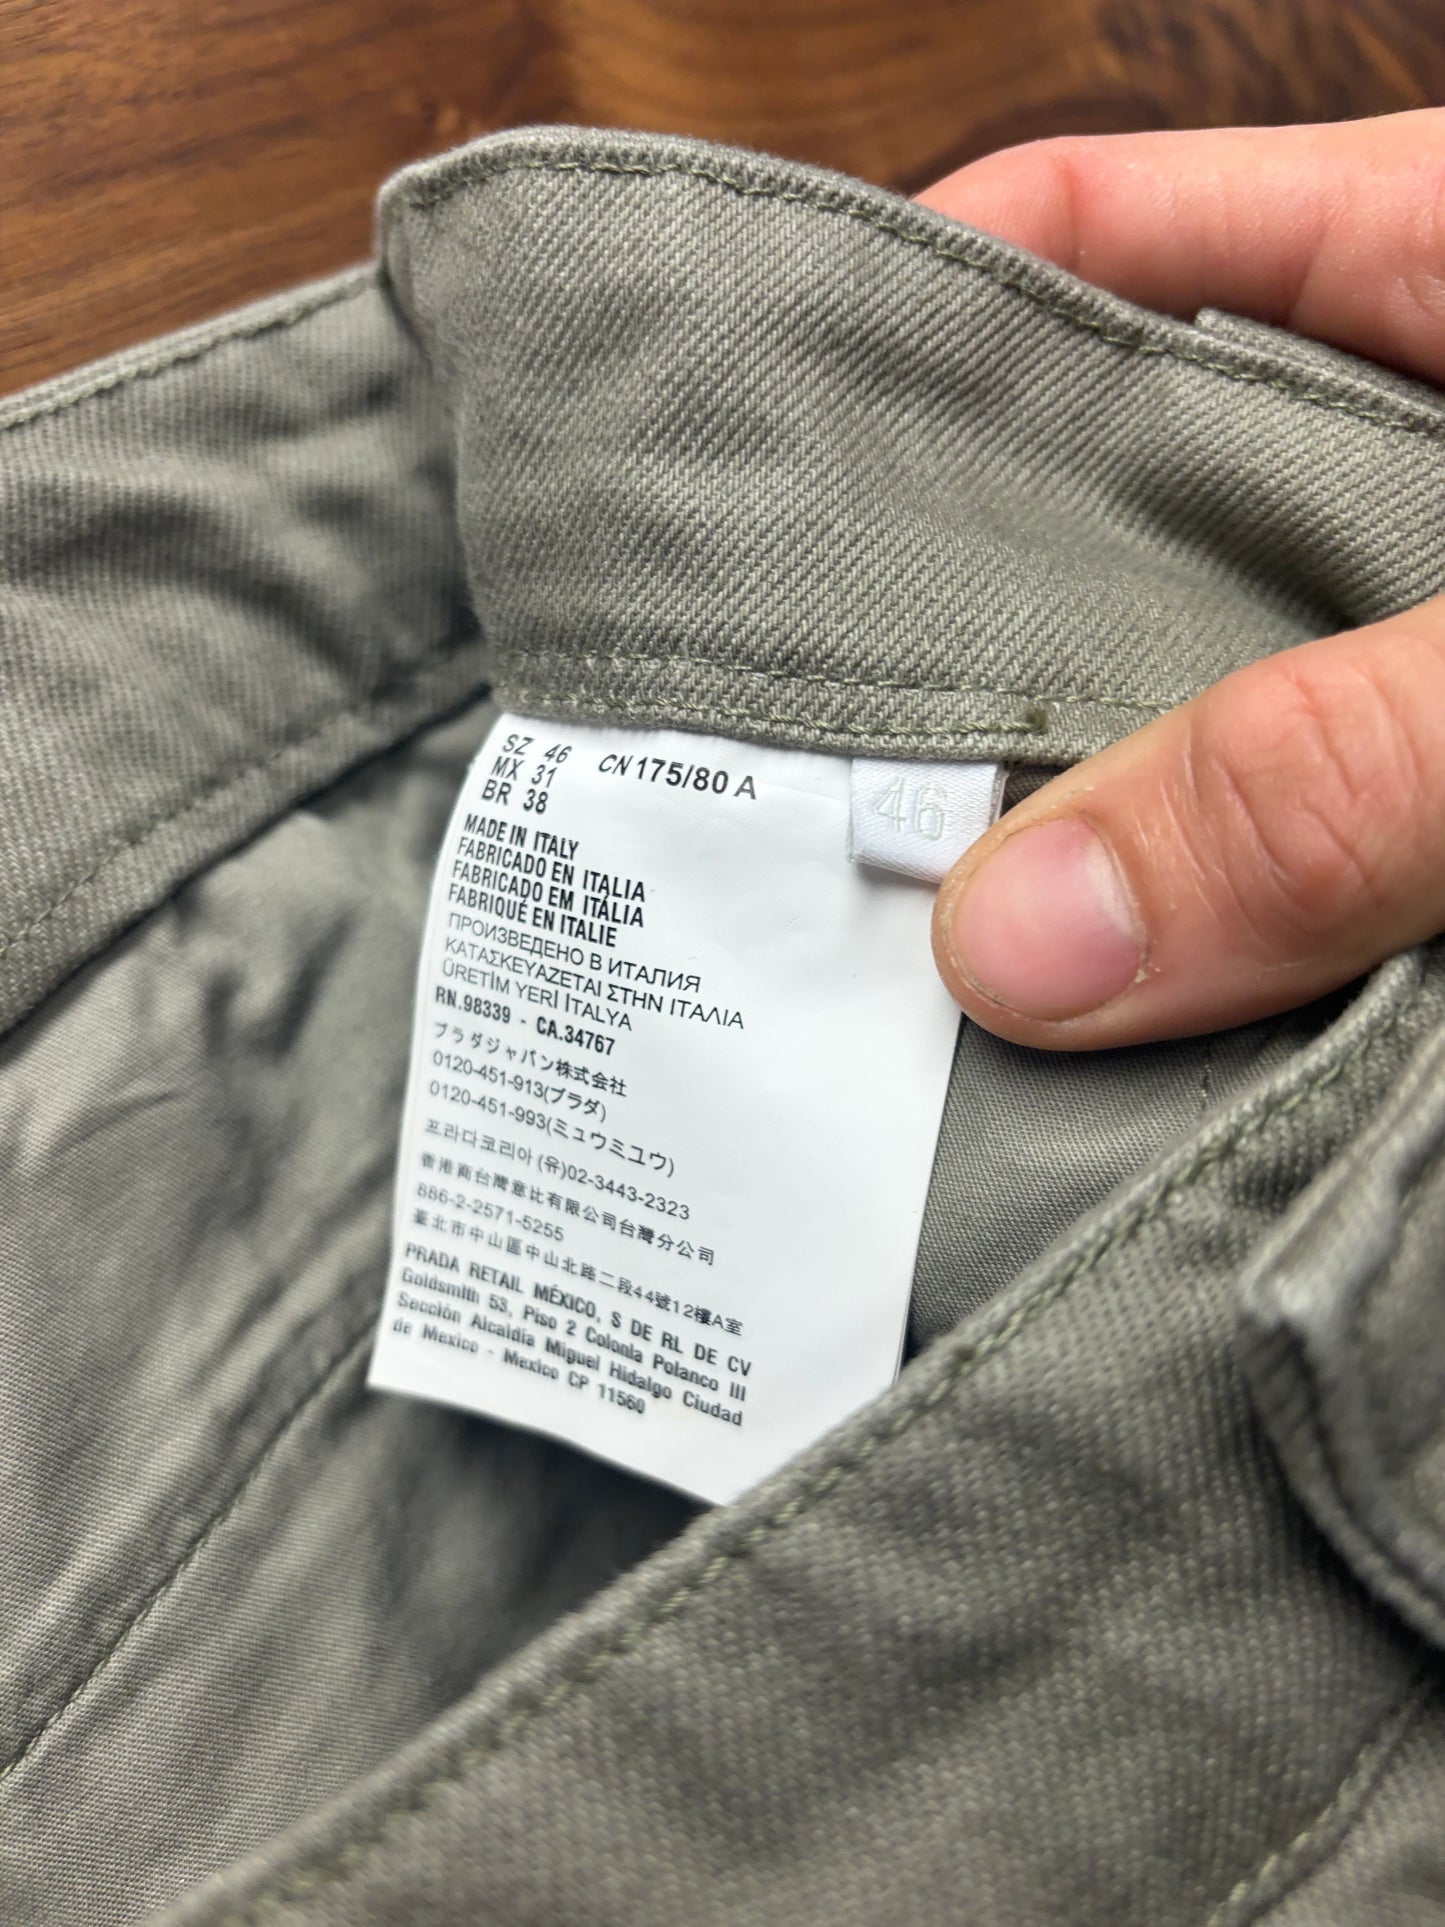 SZ 46 CN 175/80 A
MX 31
BR 38
46
MADE IN ITALY
FABRICADO EN ITALIA
FABRICADO EM ITÁLIA
FABRIQUÉ EN ITALIE
ПРОИЗВЕДЕНО В ИТАЛИЯ
ΚΑΤΑΣΚΕΥΑΖΕΤΑΙ ΣΤΗΝ ΙΤΑΛΙΑ
ÜRETİM YERİ İTALYA
RN.98339 - CA.34767
プラダジャパン株式会社
0120-451-913(プラダ)
0120-451-993(ミュウミュウ)
프라다코리아(유)02-3443-2323
香港商台灣意比有限公司台灣分公司
886-2-2571-5255
臺北市中山區中山北路二段44號12樓A室
PRADA RETAIL MÉXICO, S DE RL DE CV
Goldsmith 53, Piso 2 Colonia Polanco III
Sección Alcaldía Miguel Hidalgo Ciudad
de Mexico - Mexico CP 11560